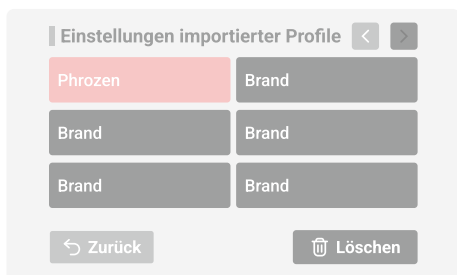 Einstellungen importierter Profile
Phrozen Brand
Brand Brand
Brand Brand
Zurück Löschen